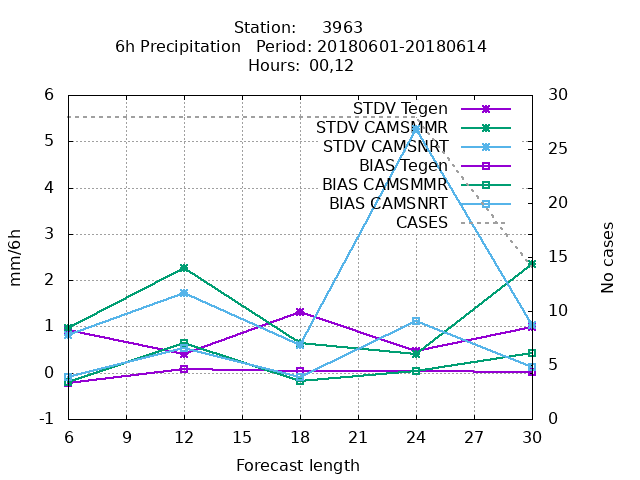 Station: 3963
6h Precipitation Period: 20180601-20180614
Hours: 00,12
6 30
STDV Tegen
STDV CAMSMMR
5 25
STDV CAMSNRT
BIAS Tegen
4 BIAS CAMSMMR
BIAS CAMSNRT 20
CASES
3
15
2
10
1
5
0
-1 0
mm/6h
No cases
6 9 12 15 18 21 24 27 30
Forecast length